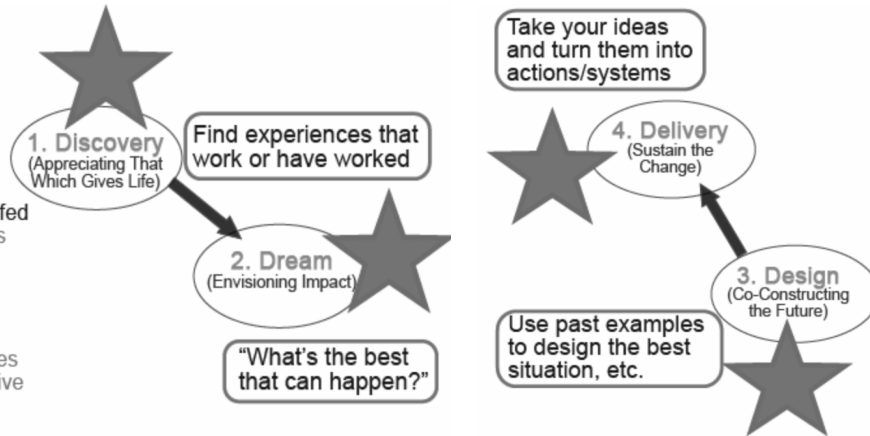 1. Discovery
(Appreciating That
Which Gives Life)
Find experiences that
work or have worked
2. Dream
(Envisioning Impact)
“What’s the best
that can happen?”
Take your ideas
and turn them into
actions/systems
4. Delivery
(Sustain the
Change)
3. Design
(Co-Constructing
the Future)
Use past examples
to design the best
situation, etc.